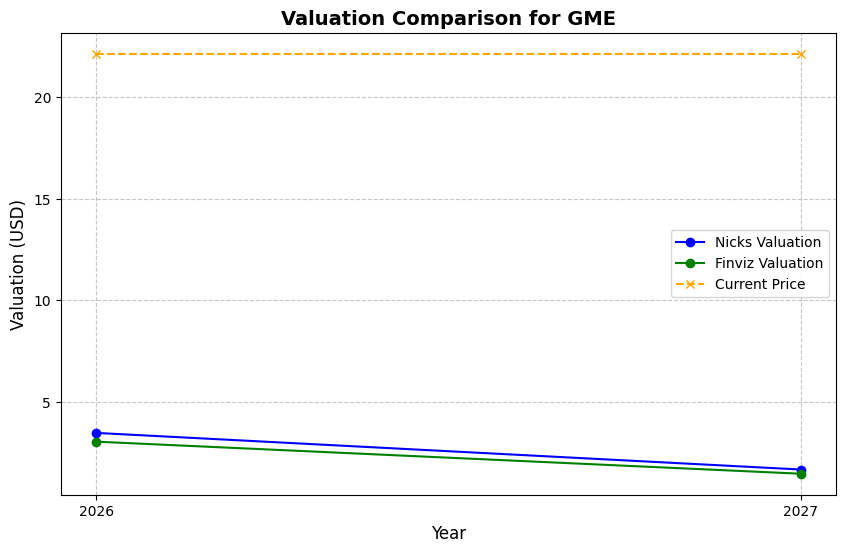 Valuation Comparison for GME
Valuation (USD)
20
15
10
5
Nicks Valuation
Finviz Valuation
Current Price
2026
2027
Year